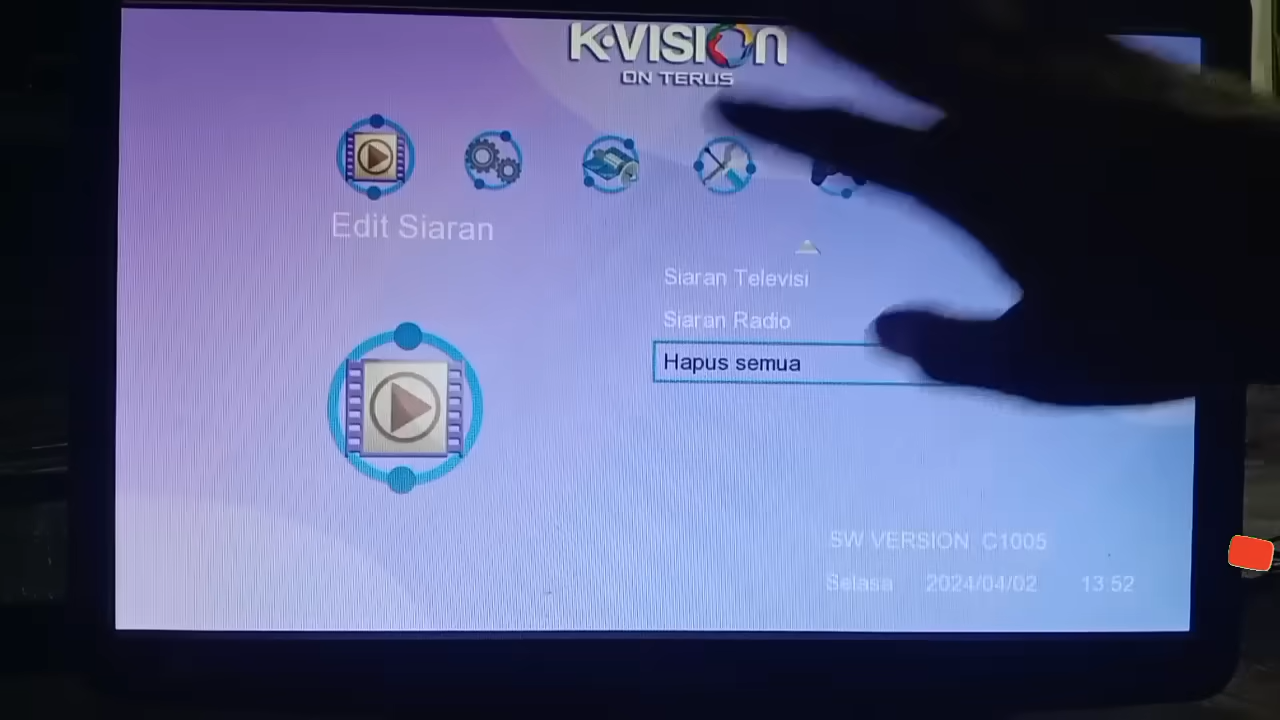 K-VISION
ON TERUS
Edit Siaran
Siaran Televisi
Siaran Radio
Hapus semua
SW VERSION C1005
Selasa 2024/04/02 13:52